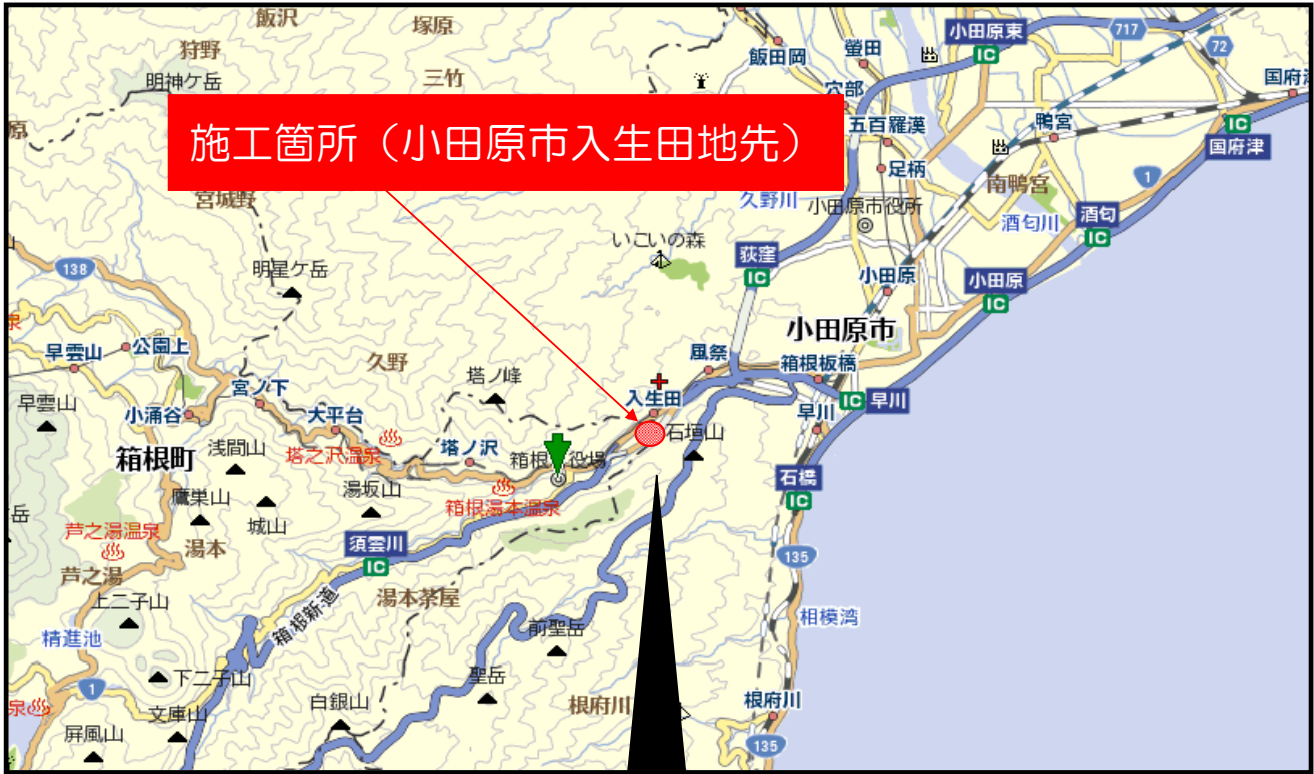 飯沢
塚原
狩野
三竹
明神ケ岳
飯田岡
螢田
小田原東
IC
717
72
穴部
五百羅漢
足柄
鴨宮
IC
国府津
南鴨宮
1
施工箇所（小田原市入生田地先）
宮城野
久野川
小田原市役所
酒匂川
酒匂
IC
いこいの森
荻窪
IC
138
明星ケ岳
小田原
小田原
IC
小田原市
早雲山
公園上
久野
風祭
箱根板橋
塔ノ峰
宮ノ下
早雲山
小涌谷
大平台
入生田
IC
早川
早川
石垣山
箱根町
浅間山
塔之沢温泉
塔ノ沢
箱根
役場
石橋
IC
鷹巣山
湯坂山
箱根湯本温泉
城山
芦之湯温泉
湯本
須雲川
IC
135
芦之湯
上二子山
湯本茶屋
箱根新道
相模湾
精進池
前聖岳
下二子山
聖岳
1
白銀山
根府川
根府川
文庫山
屏風山
135